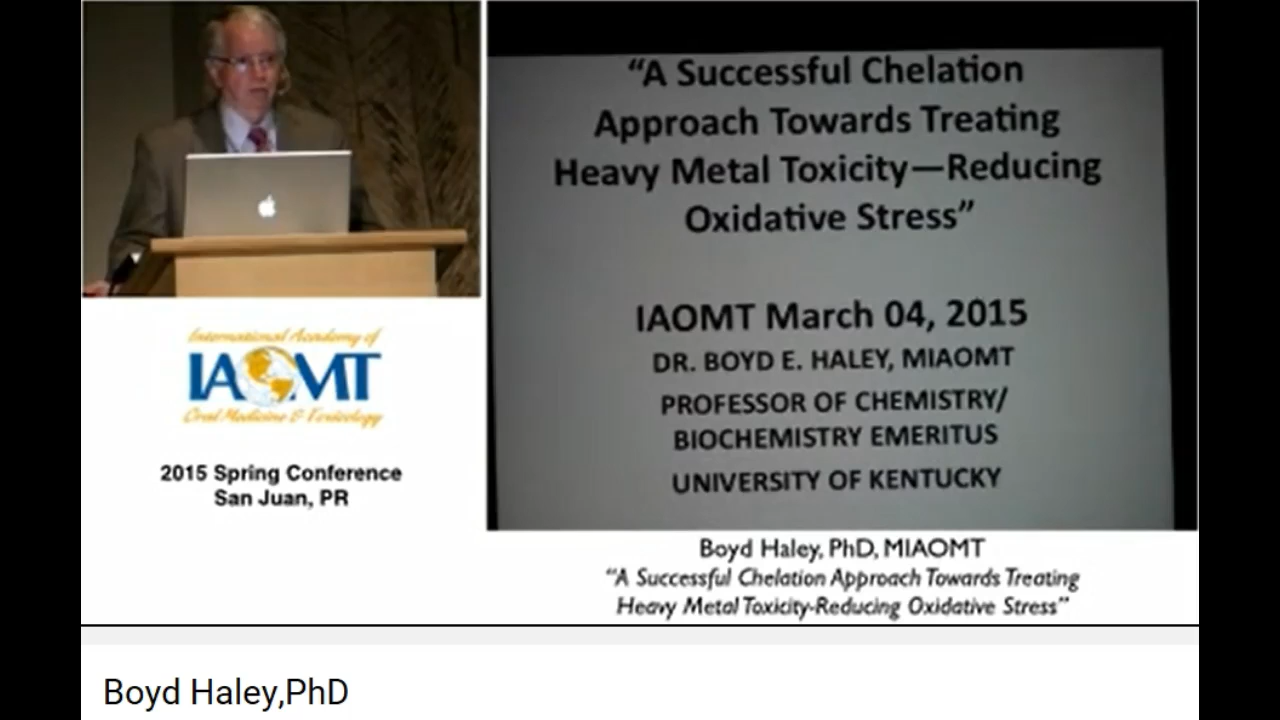 “A Successful Chelation
Approach Towards Treating
Heavy Metal Toxicity—Reducing
Oxidative Stress”
IAOMT March 04, 2015
DR. BOYD E. HALEY, MIAOMT
PROFESSOR OF CHEMISTRY/
BIOCHEMISTRY EMERITUS
UNIVERSITY OF KENTUCKY
International Academy of
IAOMT
Oral Medicine & Toxicology
2015 Spring Conference
San Juan, PR
Boyd Haley, PhD, MIAOMT
“A Successful Chelation Approach Towards Treating
Heavy Metal Toxicity-Reducing Oxidative Stress”
Boyd Haley,PhD